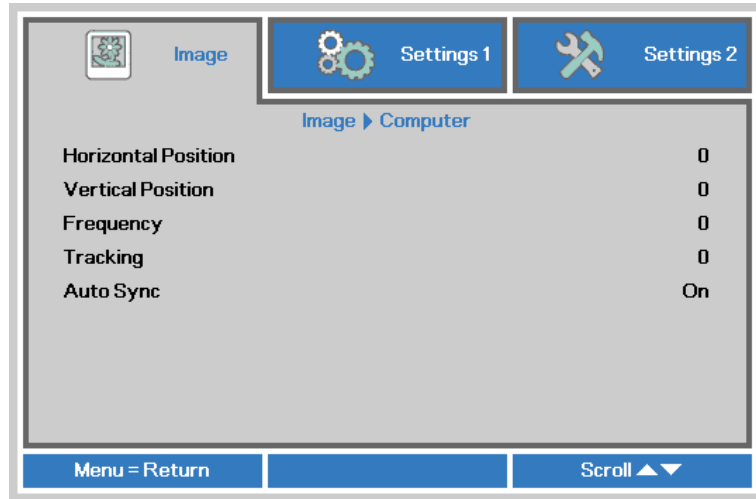 Image
Settings 1
Settings 2
Image ▶ Computer
Horizontal Position 0
Vertical Position 0
Frequency 0
Tracking 0
Auto Sync On
Menu = Return
Scroll ▲▼